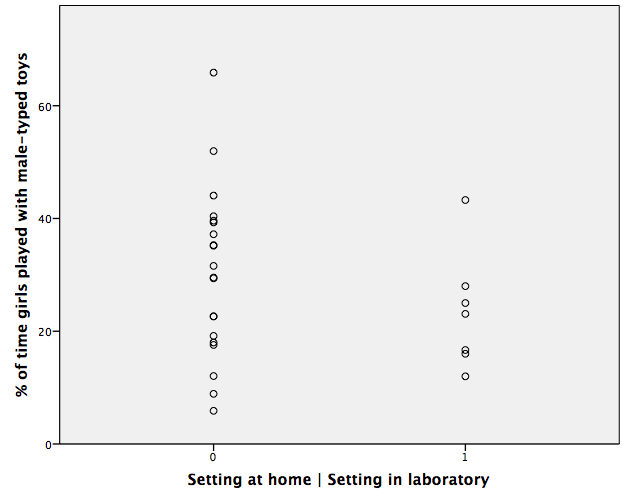 % of time girls played with male-typed toys
60
40
20
0
0 1
Setting at home | Setting in laboratory